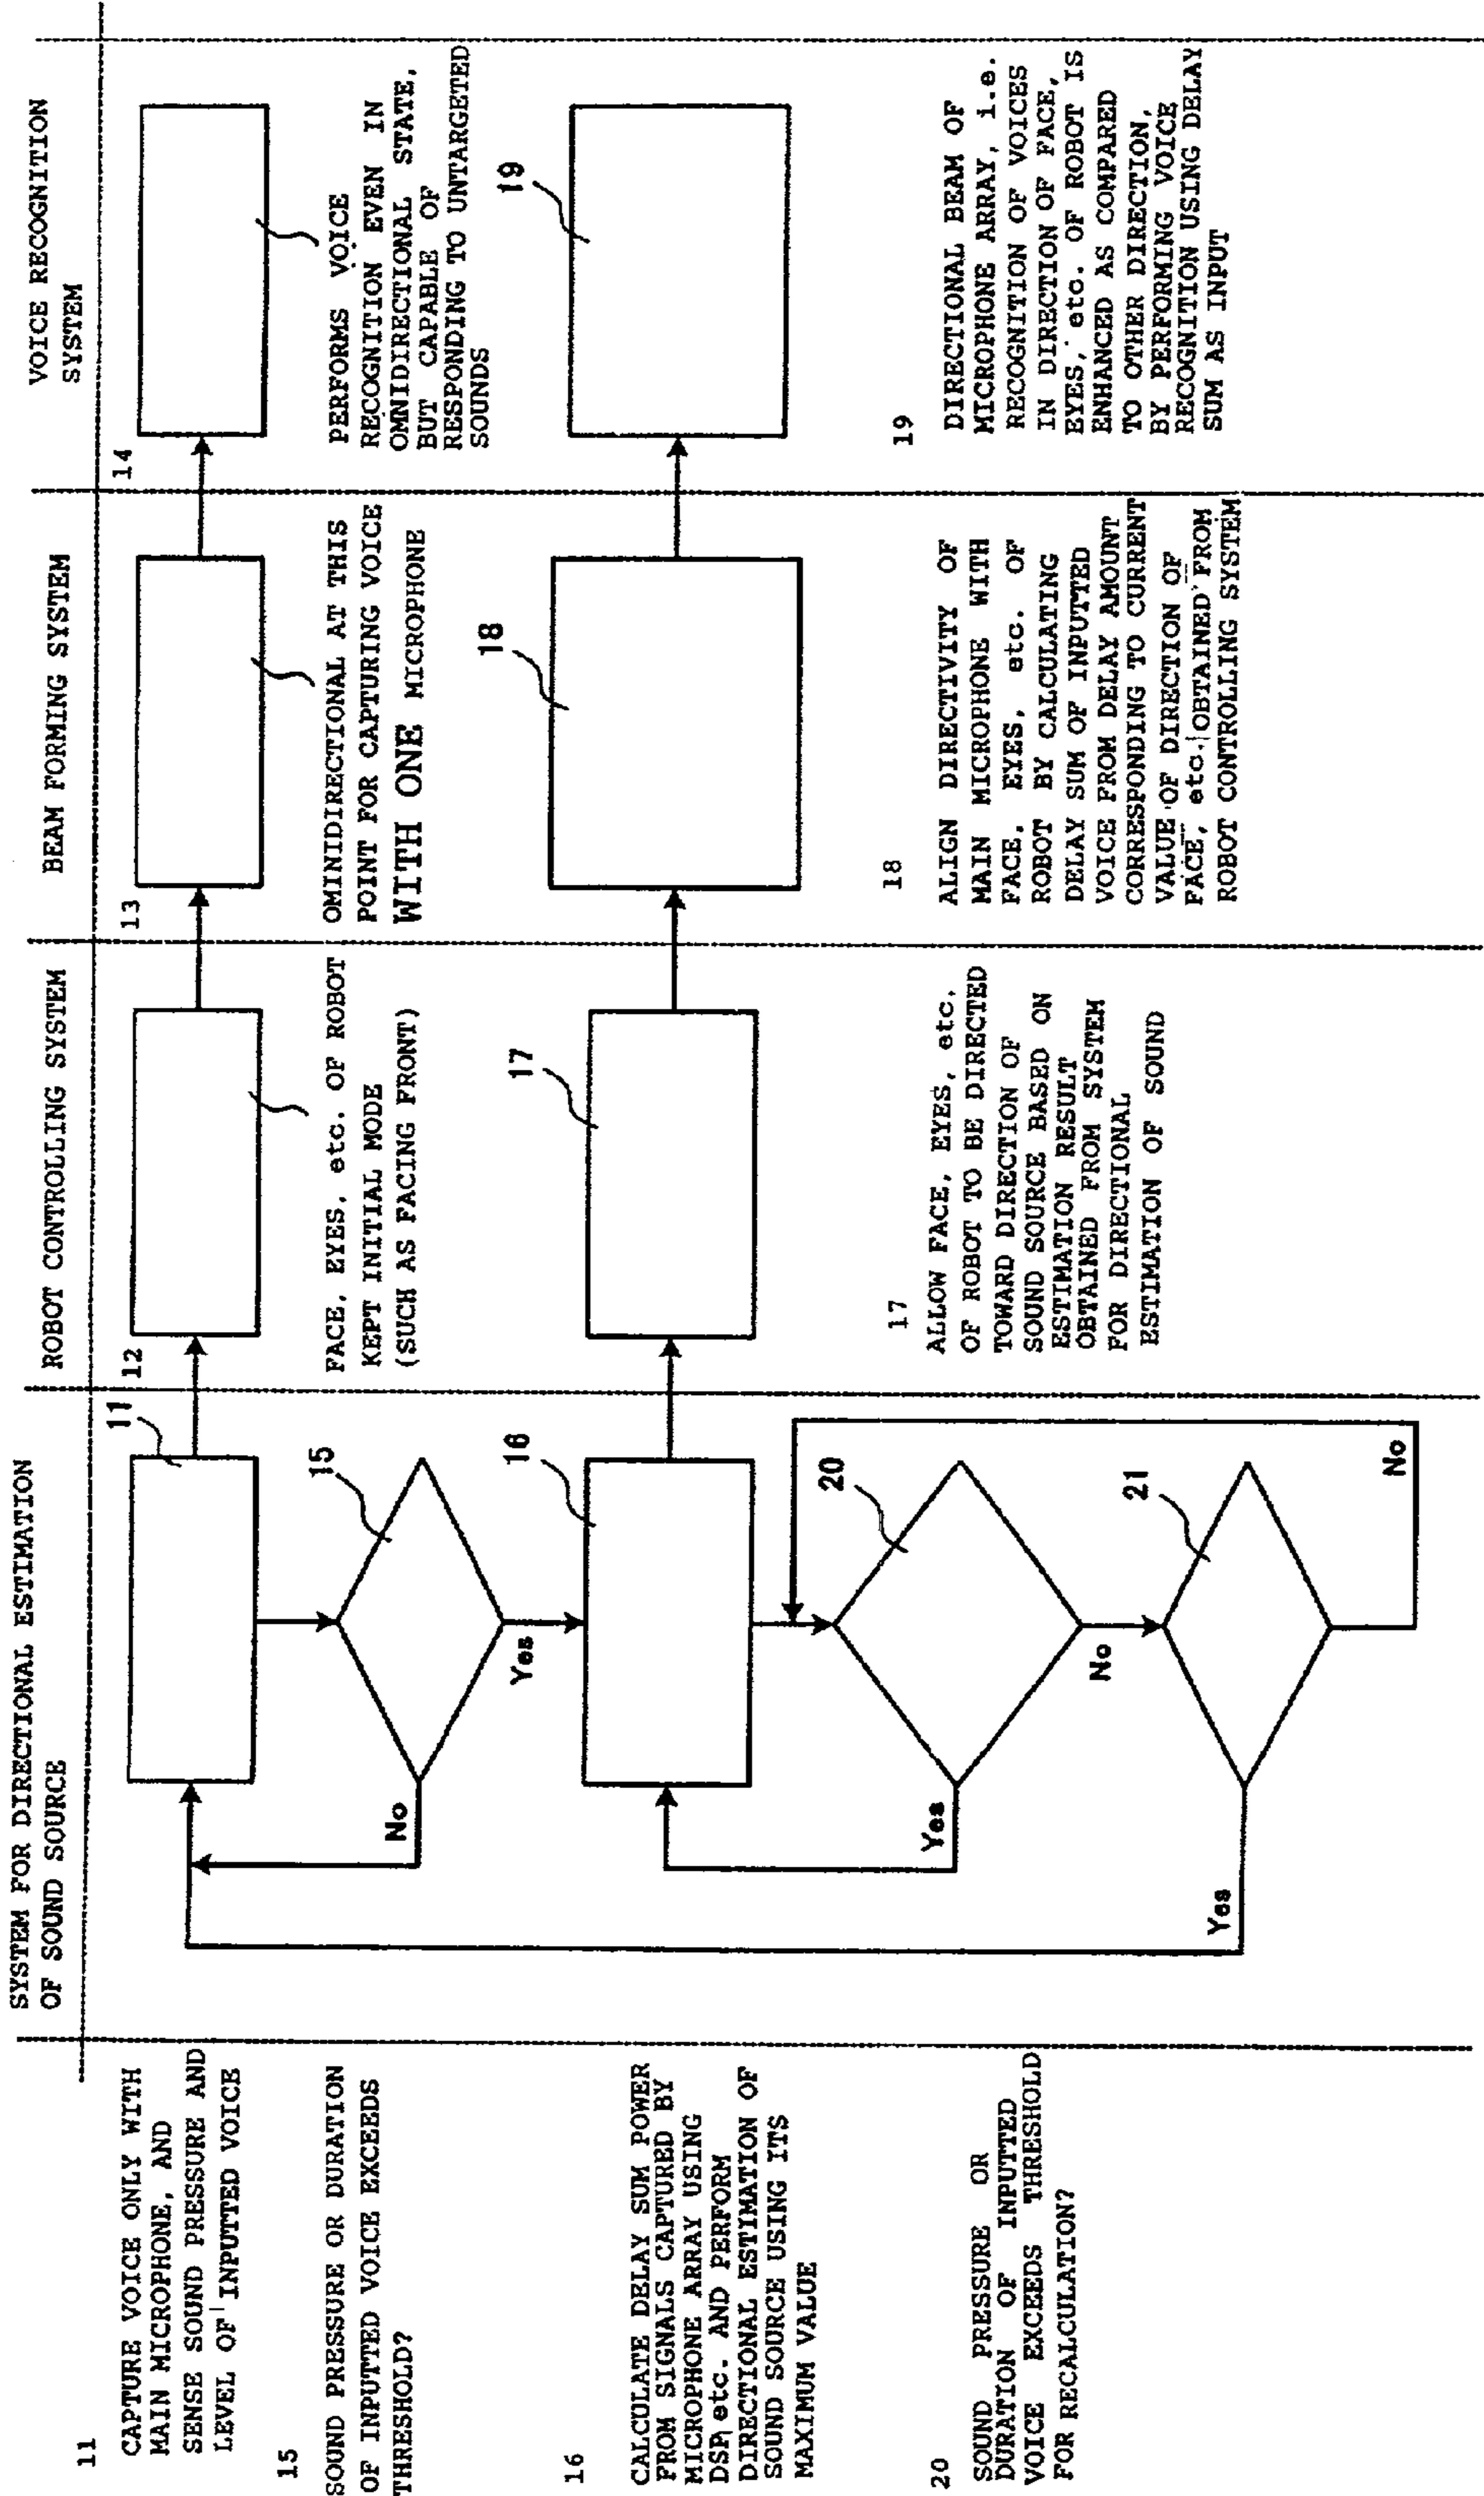 SYSTEM FOR DIRECTIONAL ESTIMATION
OF SOUND SOURCE
ROBOT CONTROLLING SYSTEM
BEAM FORMING SYSTEM
VOICE RECOGNITION
SYSTEM
11
CAPTURE VOICE ONLY WITH
MAIN MICROPHONE, AND
SENSE SOUND PRESSURE AND
LEVEL OF INPUTTED VOICE
15
SOUND PRESSURE OR DURATION
OF INPUTTED VOICE EXCEEDS
THRESHOLD?
16
CALCULATE DELAY SUM POWER
FROM SIGNALS CAPTURED BY
MICROPHONE ARRAY USING
DSP etc. AND PERFORM
DIRECTIONAL ESTIMATION OF
SOUND SOURCE USING ITS
MAXIMUM VALUE
20
SOUND PRESSURE OR
DURATION OF INPUTTED
VOICE EXCEEDS THRESHOLD
FOR RECALCULATION?
11
15
No
Yes
16
20
Yes
No
21
Yes
No
12
FACE, EYES, etc. OF ROBOT
KEPT INITIAL MODE
(SUCH AS FACING FRONT)
17
17
ALLOW FACE, EYES, etc.
OF ROBOT TO BE DIRECTED
TOWARD DIRECTION OF
SOUND SOURCE BASED ON
ESTIMATION RESULT
OBTAINED FROM SYSTEM
FOR DIRECTIONAL
ESTIMATION OF SOUND
13
OMINIDIRECTIONAL AT THIS
POINT FOR CAPTURING VOICE
WITH ONE MICROPHONE
18
18
ALIGN DIRECTIVITY OF
MAIN MICROPHONE WITH
FACE, EYES, etc. OF
ROBOT BY CALCULATING
DELAY SUM OF INPUTTED
VOICE FROM DELAY AMOUNT
CORRESPONDING TO CURRENT
VALUE OF DIRECTION OF
FACE, etc. OBTAINED FROM
ROBOT CONTROLLING SYSTEM
14
PERFORMS VOICE
RECOGNITION EVEN IN
OMNIDIRECTIONAL STATE,
BUT CAPABLE OF
RESPONDING TO UNTARGETED
SOUNDS
19
19
DIRECTIONAL BEAM OF
MICROPHONE ARRAY, i.e.
RECOGNITION OF VOICES
IN DIRECTION OF FACE,
EYES, etc. OF ROBOT IS
ENHANCED AS COMPARED
TO OTHER DIRECTION,
BY PERFORMING VOICE
RECOGNITION USING DELAY
SUM AS INPUT